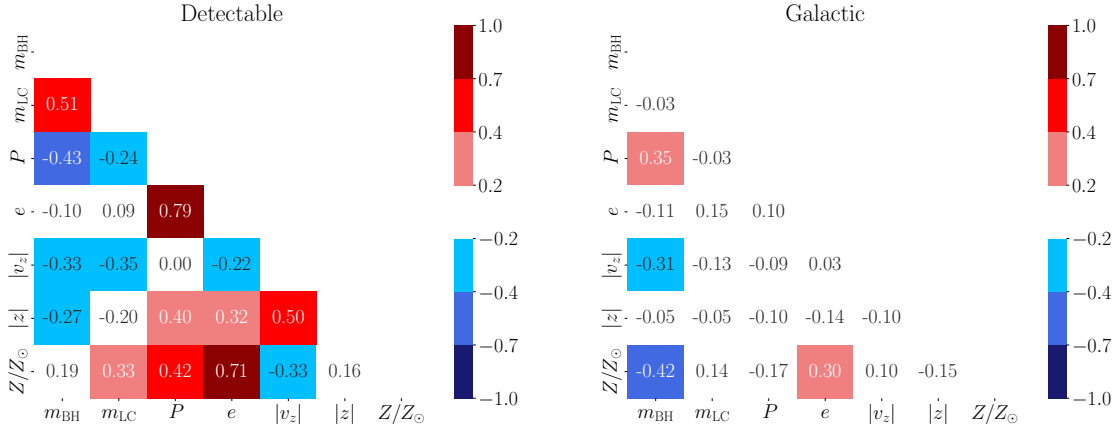 Detectable
Galactic
m_BH
m_LC 0.51
P -0.43 -0.24
e -0.10 0.09 0.79
|v_z| -0.33 -0.35 0.00 -0.22
|z| -0.27 -0.20 0.40 0.32 0.50
Z/Z_⊙ 0.19 0.33 0.42 0.71 -0.33 0.16
m_BH m_LC P e |v_z| |z| Z/Z_⊙
1.0
0.7
0.4
0.2
−0.2
−0.4
−0.7
−1.0
m_BH
m_LC -0.03
P 0.35 -0.03
e -0.11 0.15 0.10
|v_z| -0.31 -0.13 -0.09 0.03
|z| -0.05 -0.05 -0.10 -0.14 -0.10
Z/Z_⊙ -0.42 0.14 -0.17 0.30 0.10 -0.15
m_BH m_LC P e |v_z| |z| Z/Z_⊙
1.0
0.7
0.4
0.2
−0.2
−0.4
−0.7
−1.0